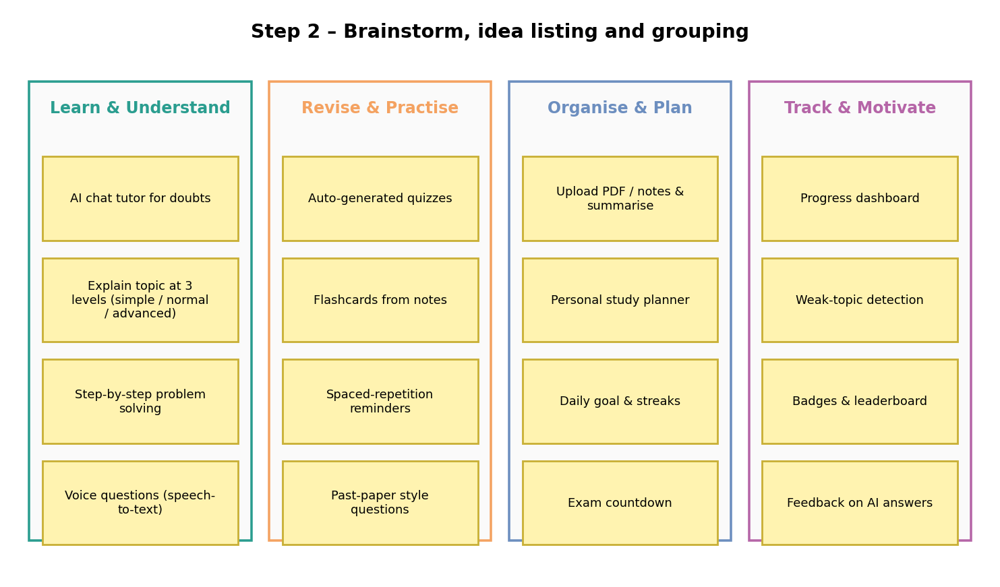 Step 2 – Brainstorm, idea listing and grouping
Learn & Understand
AI chat tutor for doubts
Explain topic at 3
levels (simple / normal
/ advanced)
Step-by-step problem
solving
Voice questions (speech-
to-text)
Revise & Practise
Auto-generated quizzes
Flashcards from notes
Spaced-repetition
reminders
Past-paper style
questions
Organise & Plan
Upload PDF / notes &
summarise
Personal study planner
Daily goal & streaks
Exam countdown
Track & Motivate
Progress dashboard
Weak-topic detection
Badges & leaderboard
Feedback on AI answers